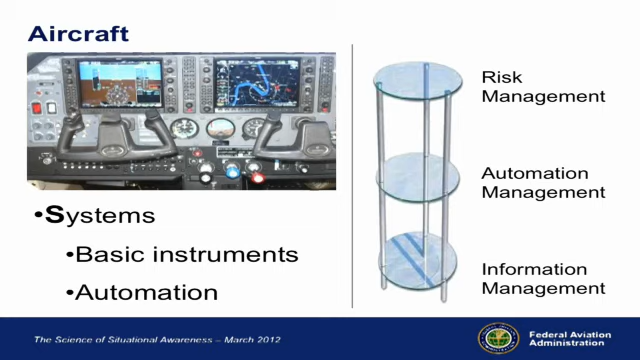 Aircraft
•Systems
•Basic instruments
•Automation
Risk
Management
Automation
Management
Information
Management
The Science of Situational Awareness – March 2012
Federal Aviation
Administration